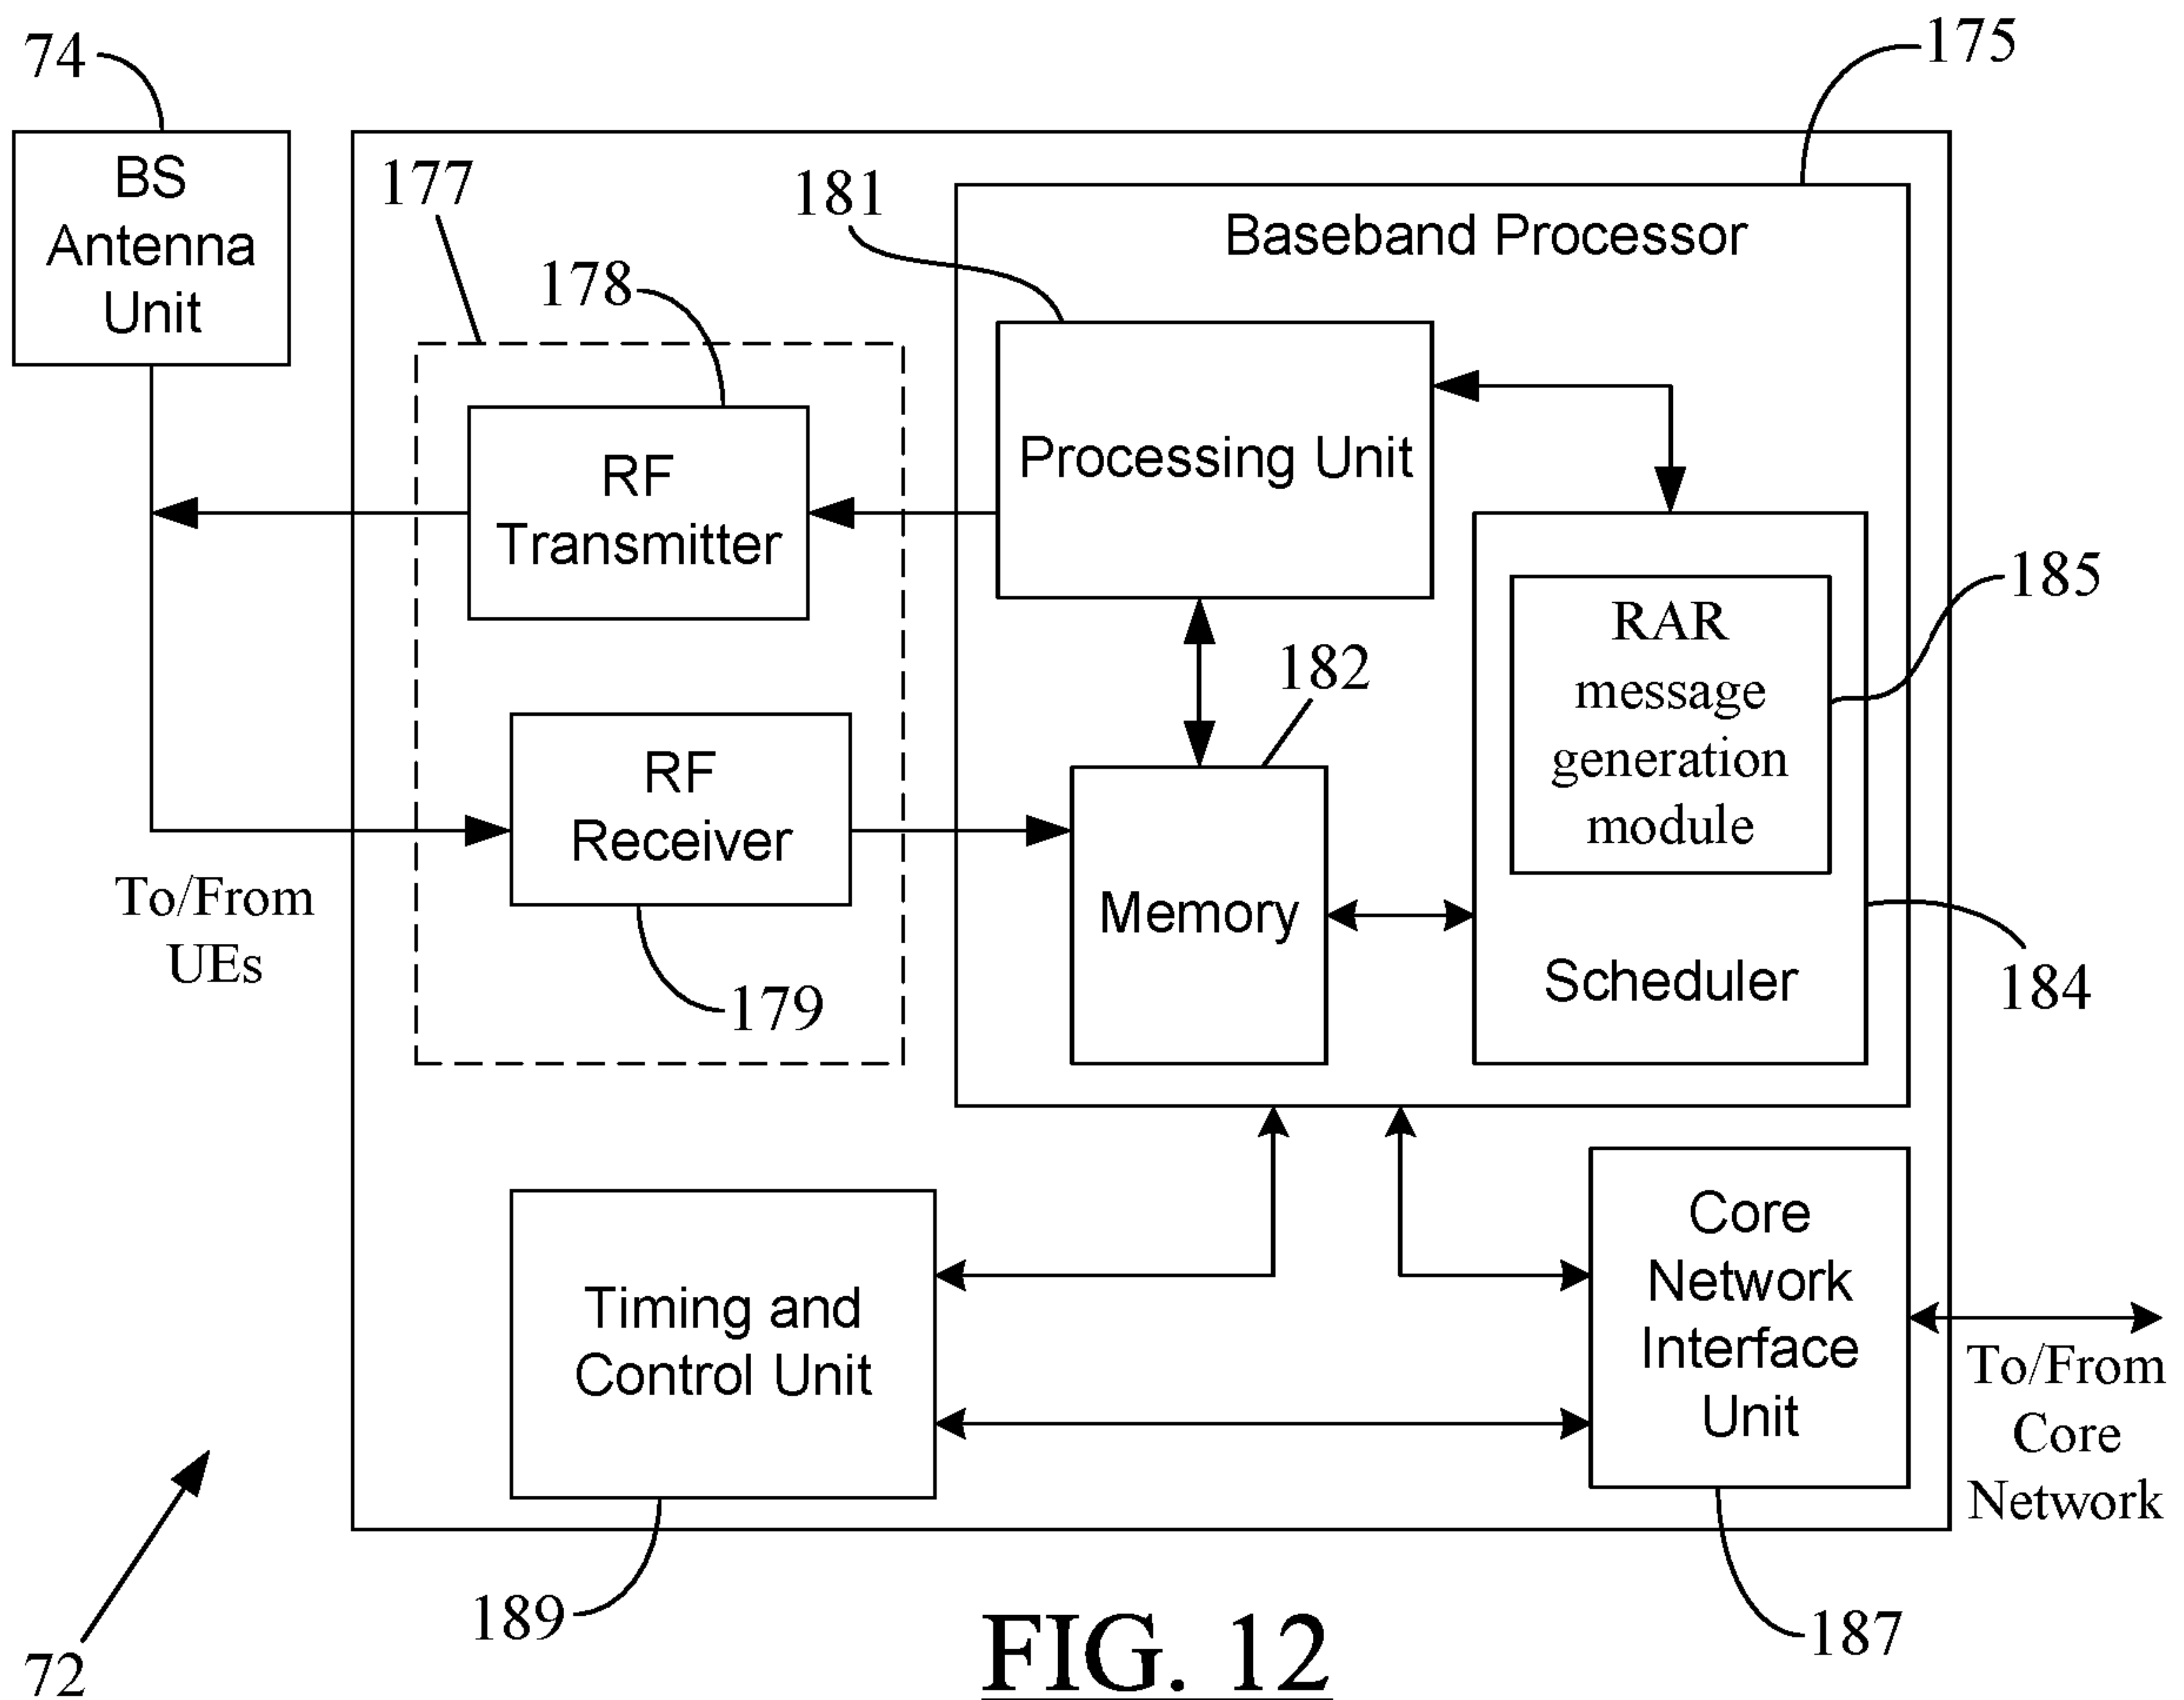 74
175
BS
Antenna
Unit
177
181
Baseband Processor
178
RF
Transmitter
Processing Unit
185
RAR
message
generation
module
182
RF
Receiver
To/From
UEs
Memory
179
Scheduler
184
Timing and
Control Unit
Core
Network
Interface
Unit
To/From
Core
Network
189
187
72
FIG. 12